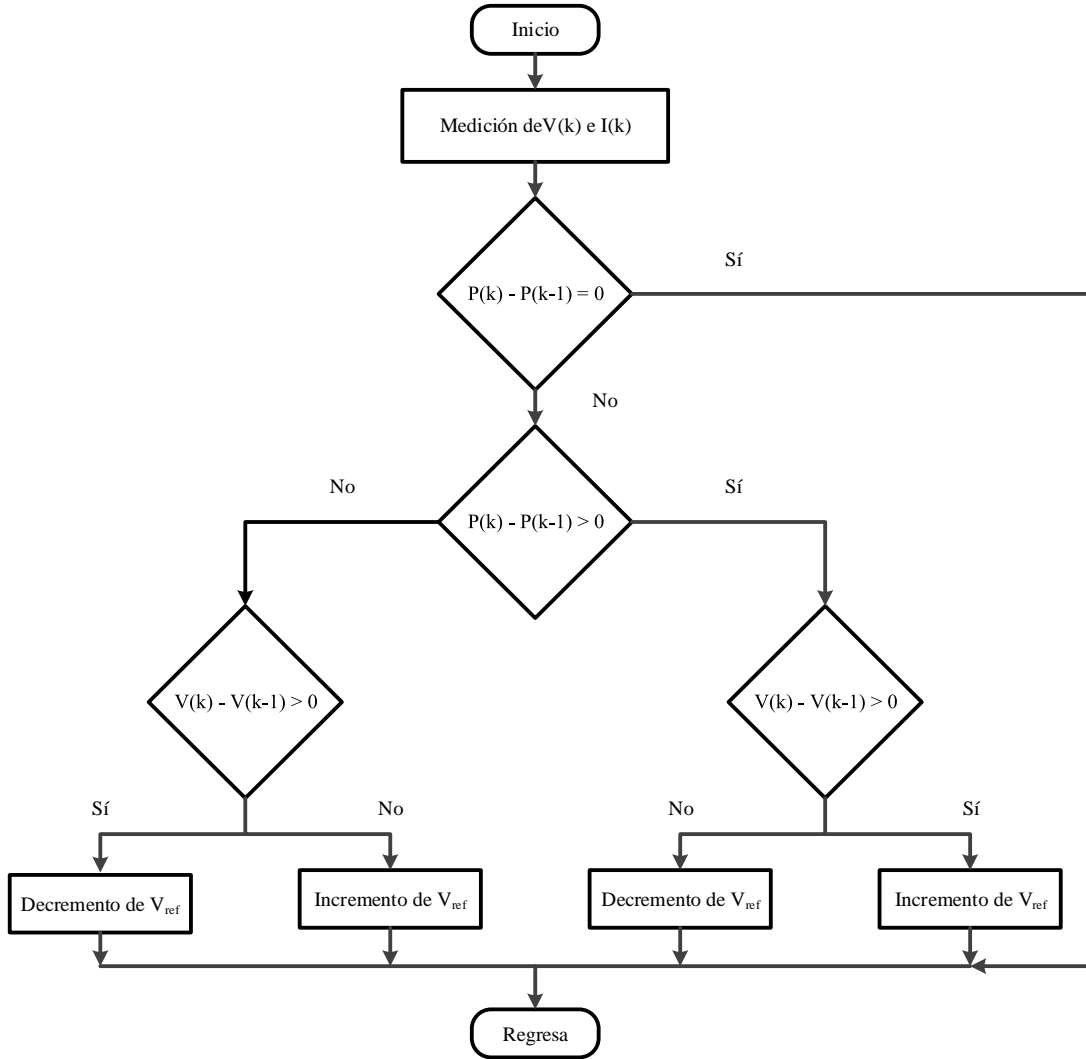 Inicio
Medición deV(k) e I(k)
Sí
P(k) - P(k-1) = 0
No
No
Sí
P(k) - P(k-1) > 0
V(k) - V(k-1) > 0
V(k) - V(k-1) > 0
Sí
No
No
Sí
Decremento de Vref
Incremento de Vref
Decremento de Vref
Incremento de Vref
Regresa